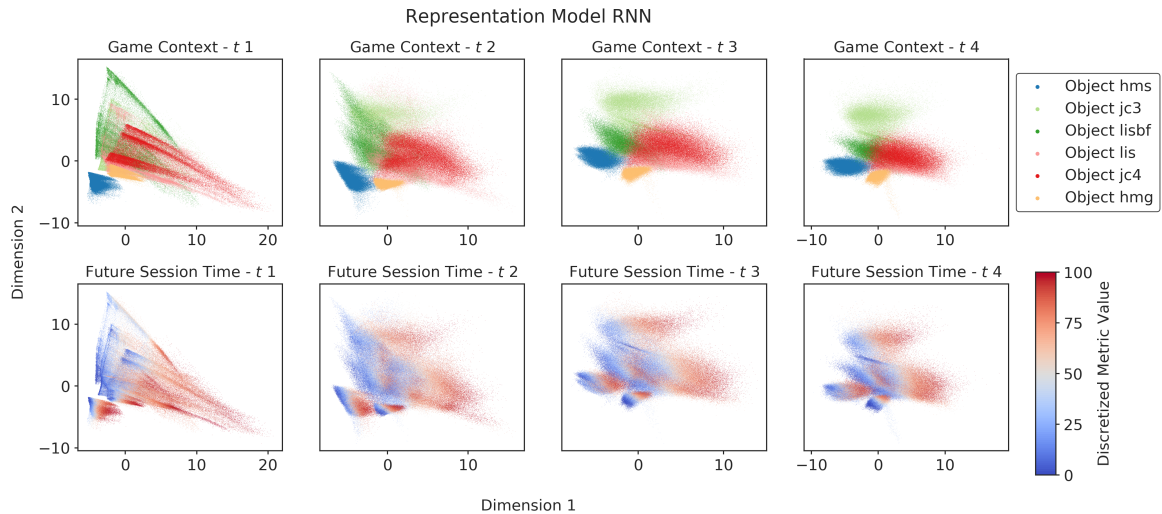 Representation Model RNN
Game Context - t 1
Game Context - t 2
Game Context - t 3
Game Context - t 4
10
0
−10
0
10
20
0
10
0
10
−10
0
10
Object hms
Object jc3
Object lisbf
Object lis
Object jc4
Object hmg
Dimension 2
Future Session Time - t 1
Future Session Time - t 2
Future Session Time - t 3
Future Session Time - t 4
10
0
−10
0
10
20
0
10
0
10
−10
0
10
100
75
50
25
0
Discretized Metric Value
Dimension 1